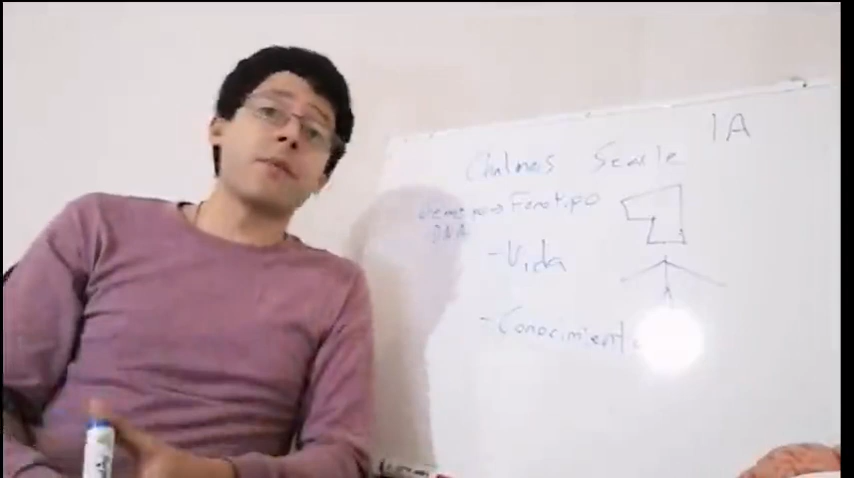 IA
Chalmers Searle
Fenotipo
DNA
- Vida
- Conocimiento